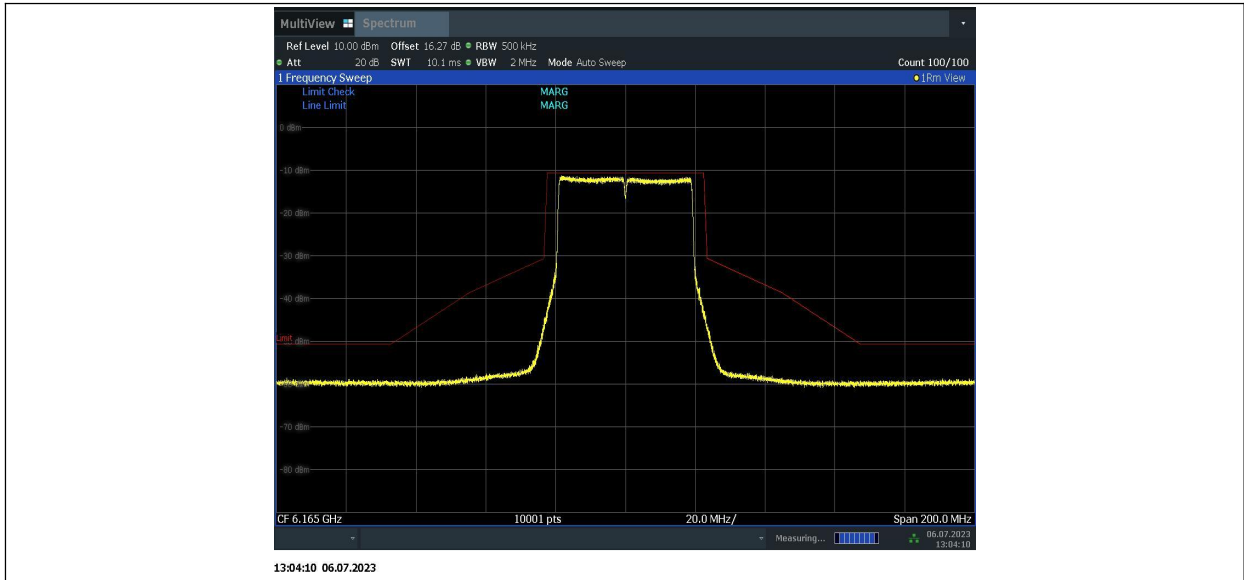 MultiView Spectrum
Ref Level 10.00 dBm Offset 16.27 dB RBW 500 kHz
Att 20 dB SWT 10.1 ms VBW 2 MHz Mode Auto Sweep Count 100/100
1 Frequency Sweep 1Rm View
Limit Check MARG
Line Limit MARG
0 dBm
-10 dBm
-20 dBm
-30 dBm
-40 dBm
Limit dBm
-70 dBm
-80 dBm
CF 6.165 GHz 10001 pts 20.0 MHz/ Span 200.0 MHz
Measuring... 06.07.2023
13:04:10
13:04:10 06.07.2023